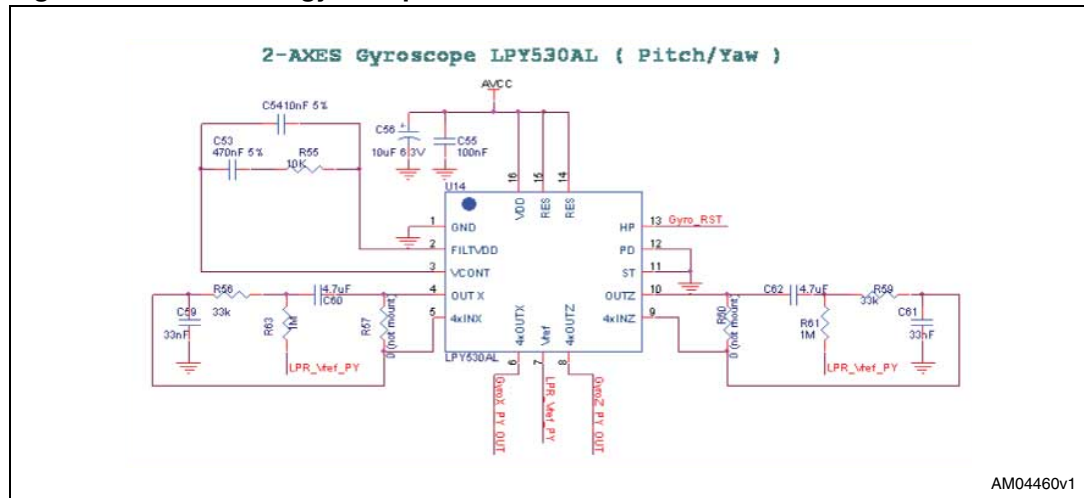 2-AXES Gyroscope LPY530AL ( Pitch/Yaw )
AVCC
C5410nF 5%
C53
470nF 5%
R55
10K
C56
+
10uF 6.3V
C55
100nF
U14
16
15
14
VDD
RES
RES
1
GND
HP
13
Gyro_RST
2
FILTVDD
PD
12
3
VCONT
ST
11
4
OUTX
OUTZ
10
5
4xINX
4xINZ
9
4xOUTX
Vref
4xOUTZ
LPY530AL
6
7
8
GyroX_PY_OUT
LPR_Vref_PY
GyroZ_PY_OUT
R56
33k
C59
33nF
4.7uF
C60
R63
1M
R57
0 (not mount)
LPR_Vref_PY
C62
4.7uF
R59
33k
R60
0 (not mount)
R61
1M
C61
33nF
LPR_Vref_PY
AM04460v1